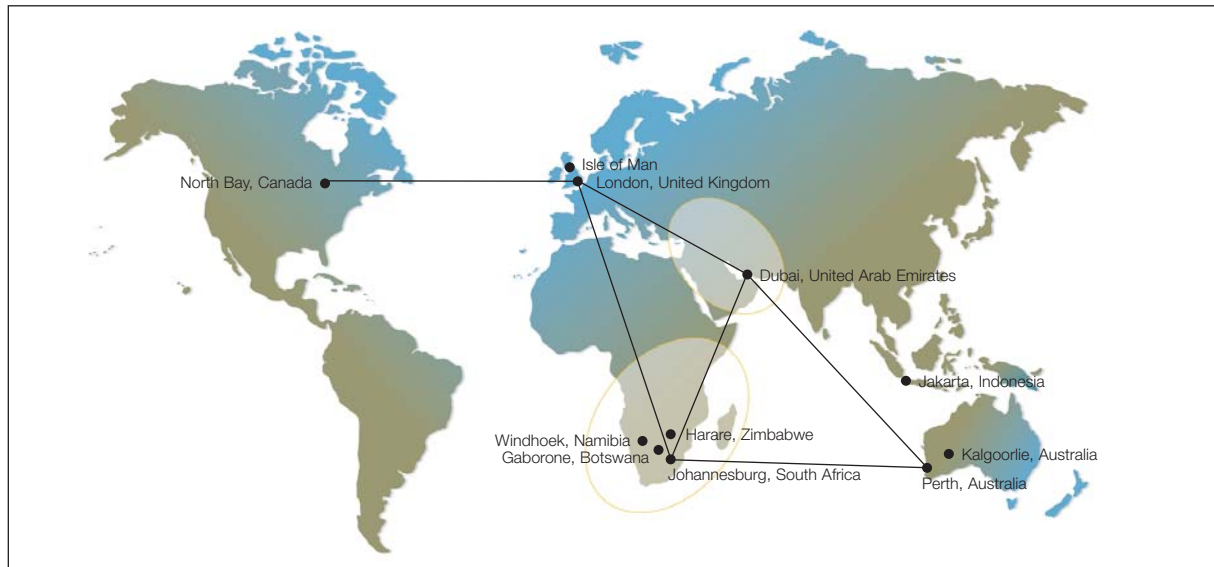 Isle of Man
North Bay, Canada
London, United Kingdom
Dubai, United Arab Emirates
Jakarta, Indonesia
Windhoek, Namibia
Harare, Zimbabwe
Gaborone, Botswana
Kalgoorlie, Australia
Johannesburg, South Africa
Perth, Australia